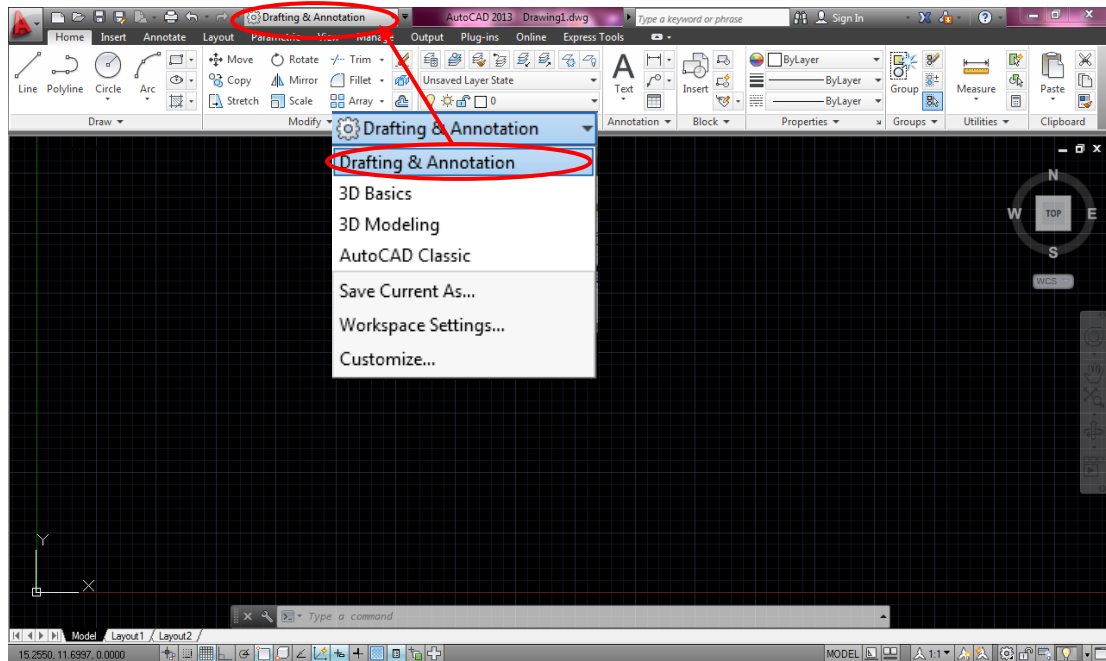 Drafting & Annotation AutoCAD 2013 Drawing1.dwg Type a keyword or phrase Sign In
Home Insert Annotate Layout Parametric View Manage Output Plug-ins Online Express Tools
Move Rotate Trim ByLayer
Line Polyline Circle Arc Copy Mirror Fillet Unsaved Layer State Text Insert ByLayer Group Measure Paste
Stretch Scale Array 0 ByLayer
Draw Modify Annotation Block Properties Groups Utilities Clipboard
Drafting & Annotation
Drafting & Annotation
3D Basics
3D Modeling
AutoCAD Classic
Save Current As...
Workspace Settings...
Customize...
N
W TOP E
S
WCS
Y
X
Type a command
Model Layout1 Layout2
15.2550, 11.6997, 0.0000 MODEL 1:1